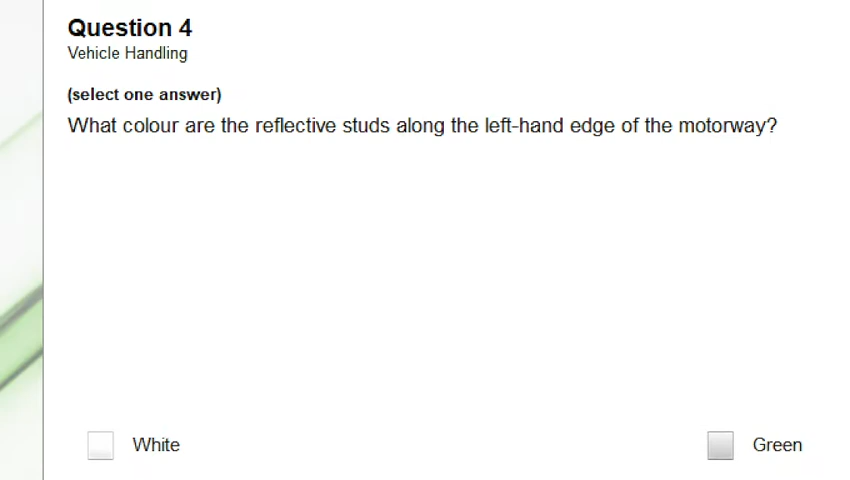 Question 4
Vehicle Handling
(select one answer)
What colour are the reflective studs along the left-hand edge of the motorway?
White
Green